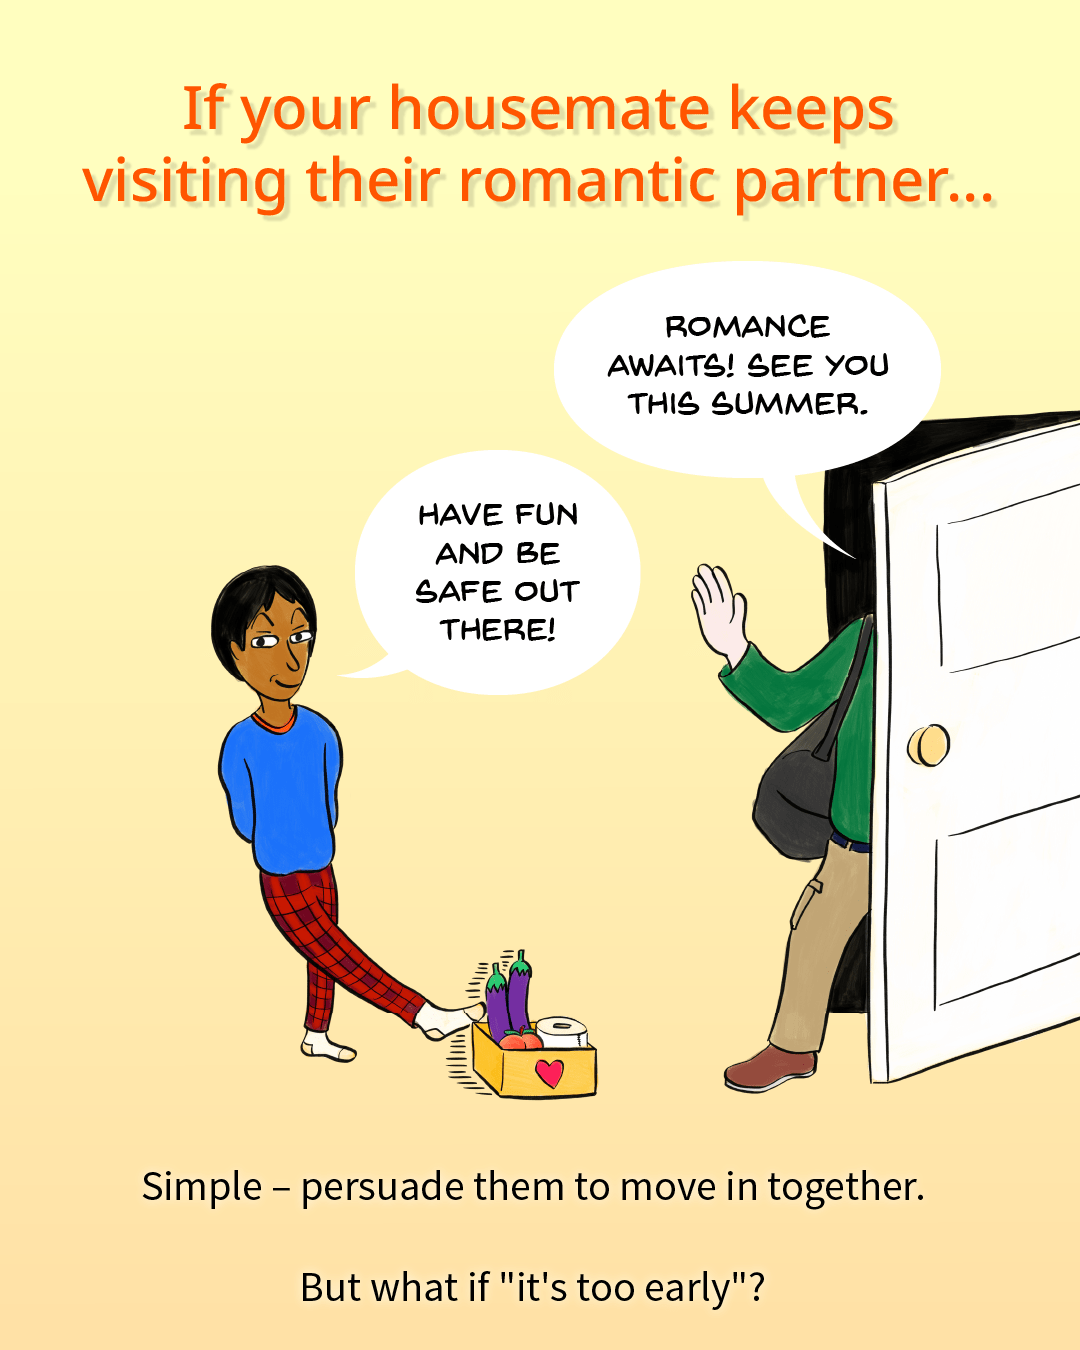 If your housemate keeps
visiting their romantic partner...
ROMANCE
AWAITS! SEE YOU
THIS SUMMER.
HAVE FUN
AND BE
SAFE OUT
THERE!
Simple – persuade them to move in together.
But what if "it's too early"?